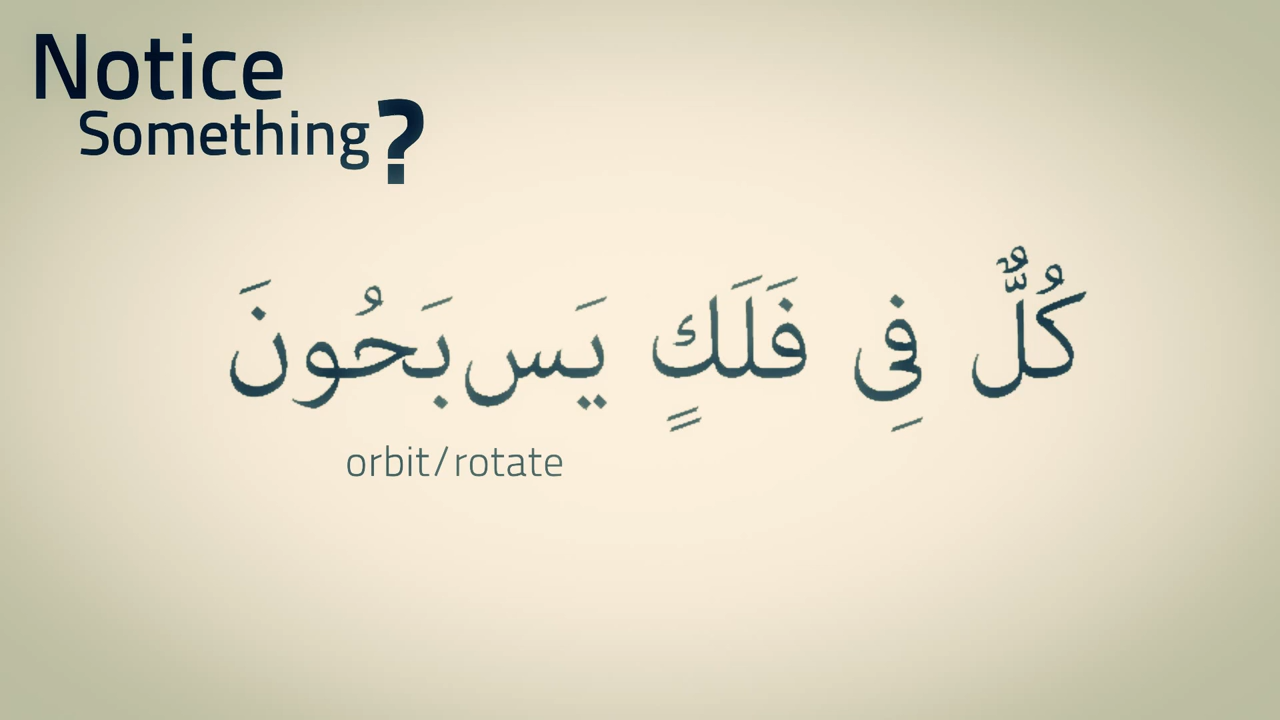 Notice
Something?
كُلٌّ فِى فَلَكٍ يَس بَحُونَ
orbit/rotate